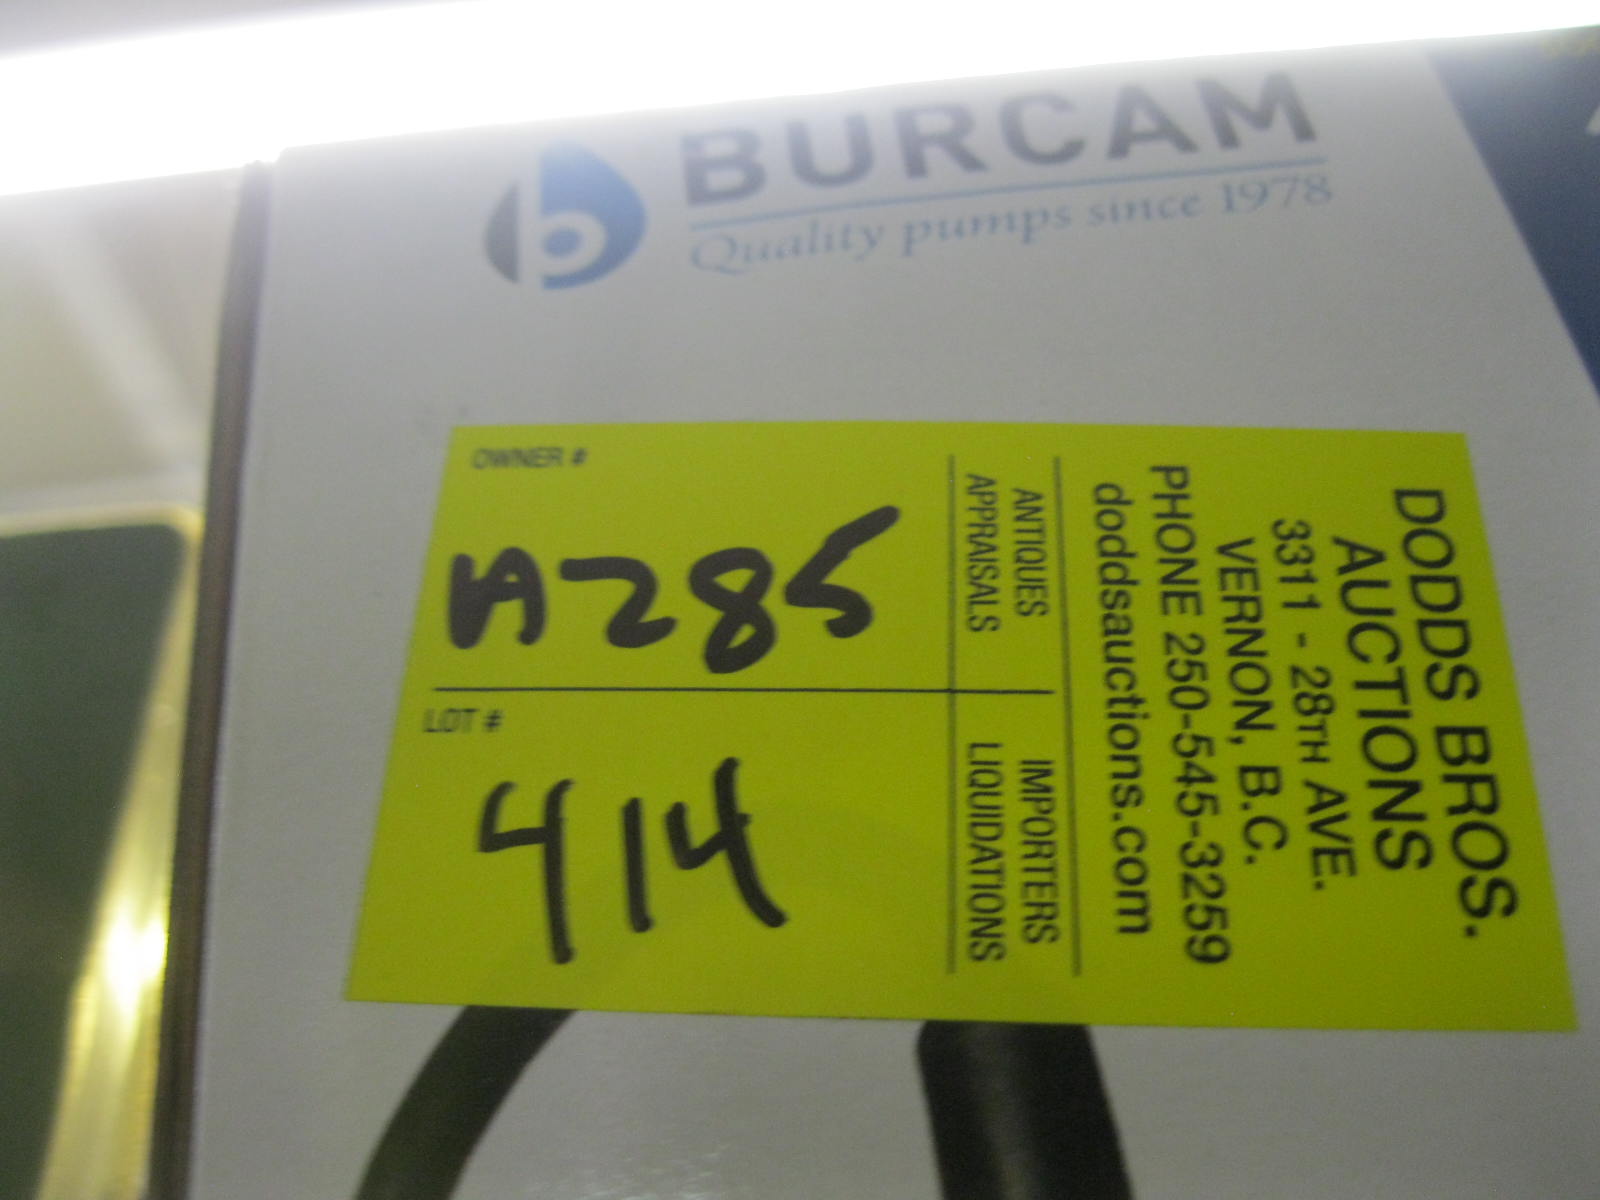 BURCAM
Quality pumps since 1978
OWNER #
A285
LOT #
414
ANTIQUES
APPRAISALS
IMPORTERS
LIQUIDATIONS
DODDS BROS.
AUCTIONS
3311 - 28TH AVE.
VERNON, B.C.
PHONE 250-545-3259
doddsauctions.com